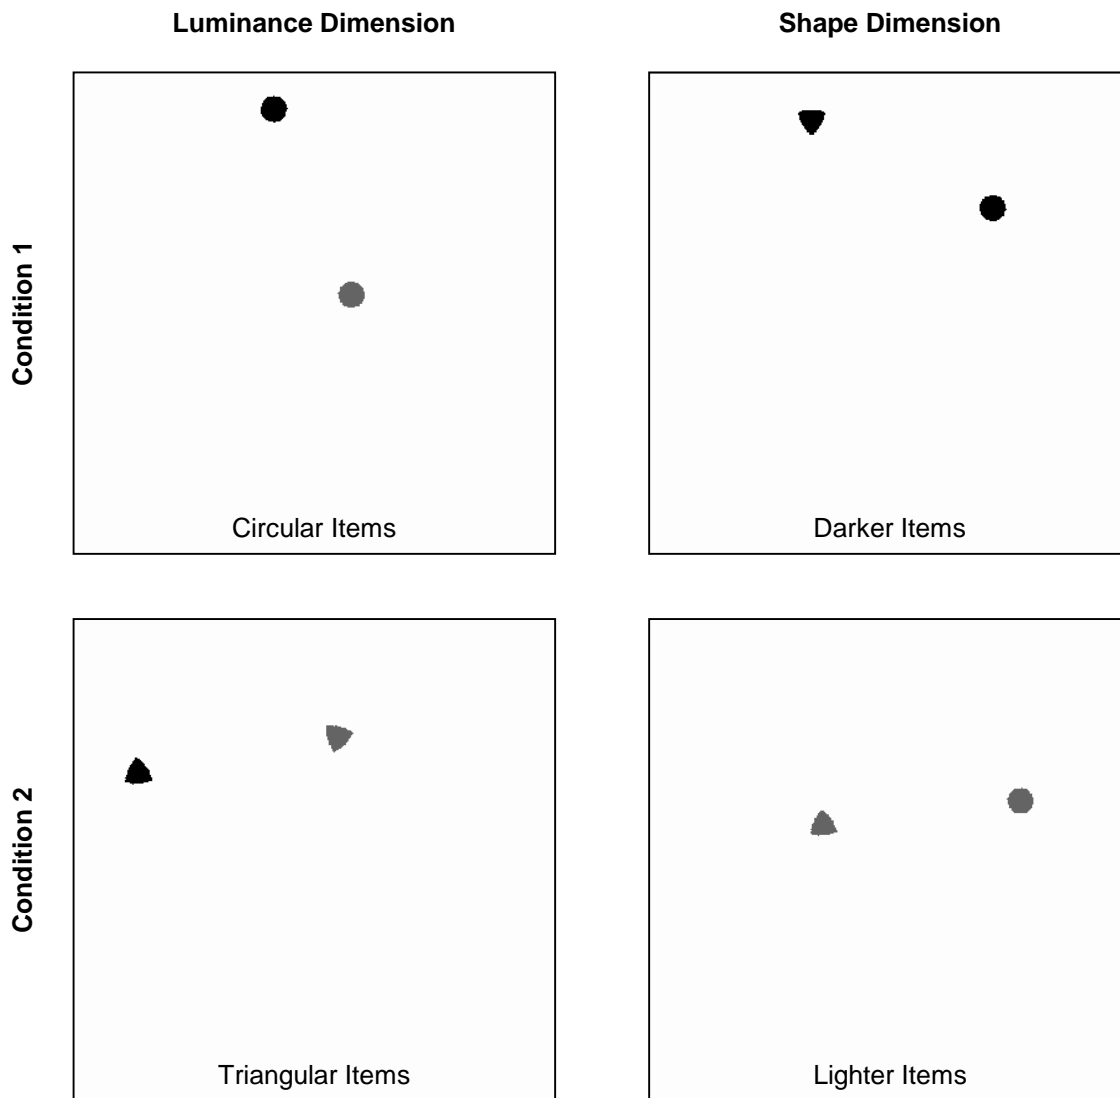 Luminance Dimension
Shape Dimension
Condition 1
Circular Items
Darker Items
Condition 2
Triangular Items
Lighter Items